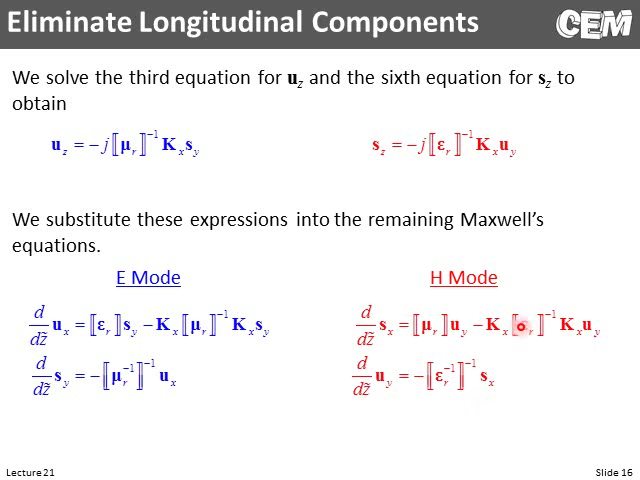 Eliminate Longitudinal Components
CEM
We solve the third equation for u_z and the sixth equation for s_z to
obtain
u_z = −j⟦μ_r⟧⁻¹ K_x s_y
s_z = −j⟦ε_r⟧⁻¹ K_x u_y
We substitute these expressions into the remaining Maxwell's
equations.
E Mode
d/dz̃ u_x = ⟦ε_r⟧ s_y − K_x ⟦μ_r⟧⁻¹ K_x s_y
d/dz̃ s_y = −⟦μ_r⁻¹⟧⁻¹ u_x
H Mode
d/dz̃ s_x = ⟦μ_r⟧ u_y − K_x ⟦ _r⟧⁻¹ K_x u_y
d/dz̃ u_y = −⟦ε_r⁻¹⟧⁻¹ s_x
Lecture 21
Slide 16